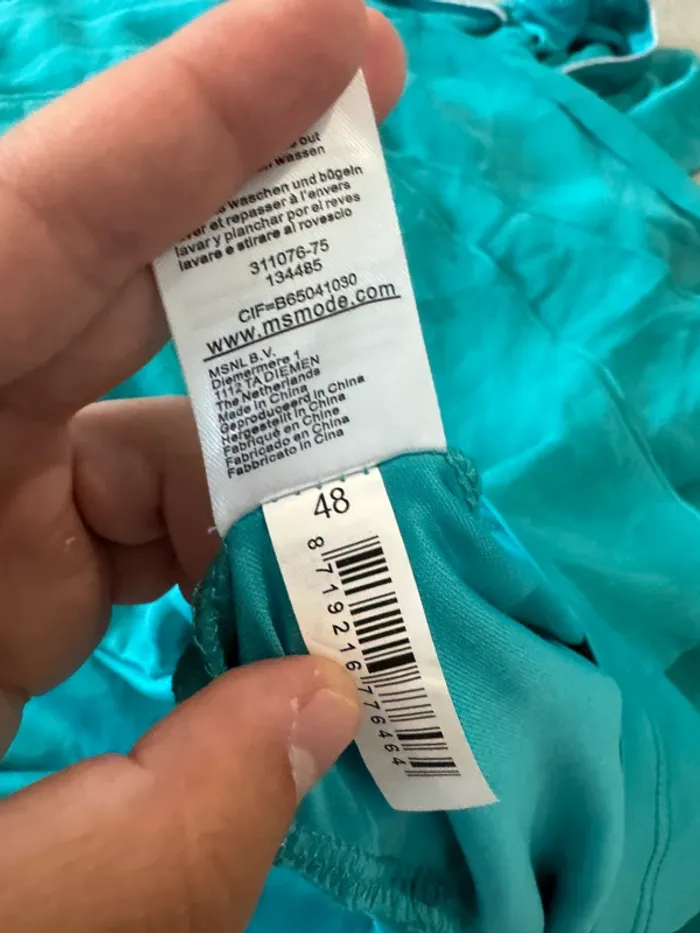 out
wassen
waschen und bügeln
et repasser à l'envers
lavar y planchar por el reves
lavare e stirare al rovescio
311076-75
134485
CIF=B65041090
www.msmode.com
MSNL B.V.
Diemermere 1
1112 TA DIEMEN
The Netherlands
Made in China
Geproduceerd in China
Hergestellt in China
Fabriqué en Chine
Fabricado en China
Fabbricato in Cina
48
8719216776464